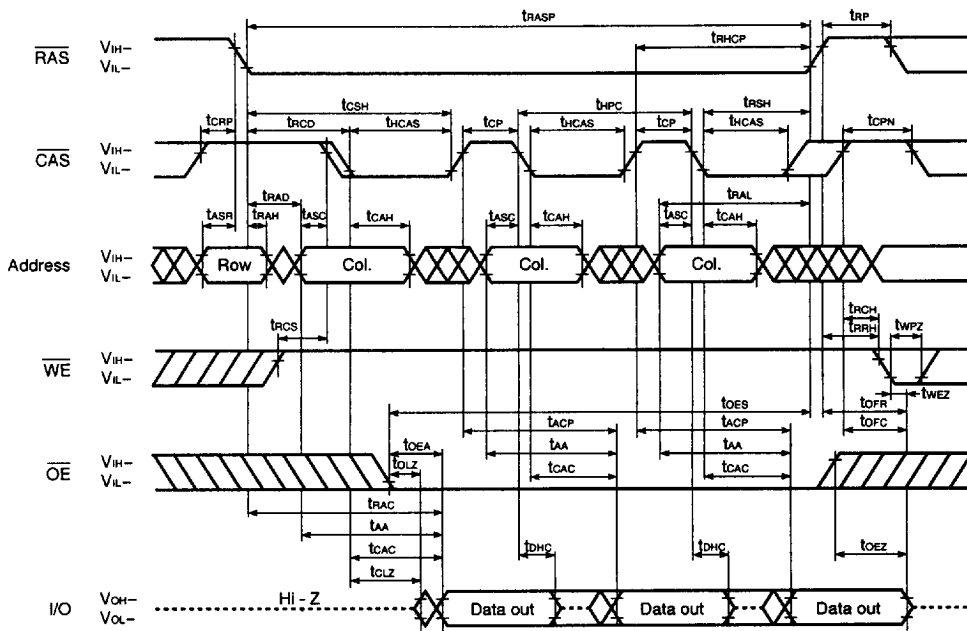 tRASP
tRP
tRHCP
RAS
VIH–
VIL–
tCSH
tHPC
tRSH
tCRP
tRCD
tHCAS
tCP
tHCAS
tCP
tHCAS
tCPN
CAS
VIH–
VIL–
tRAD
tRAL
tASR
tRAH
tASC
tCAH
tASC
tCAH
tASC
tCAH
Address
VIH–
VIL–
Row
Col.
Col.
Col.
tRCS
tRCH
tRRH
tWPZ
WE
VIH–
VIL–
tWEZ
tOES
tOFR
tACP
tACP
tOFC
tOEA
tAA
tAA
OE
VIH–
VIL–
tOLZ
tCAC
tCAC
tRAC
tAA
tCAC
tDHC
tDHC
tOEZ
tCLZ
I/O
VOH–
VOL–
Hi - Z
Data out
Data out
Data out